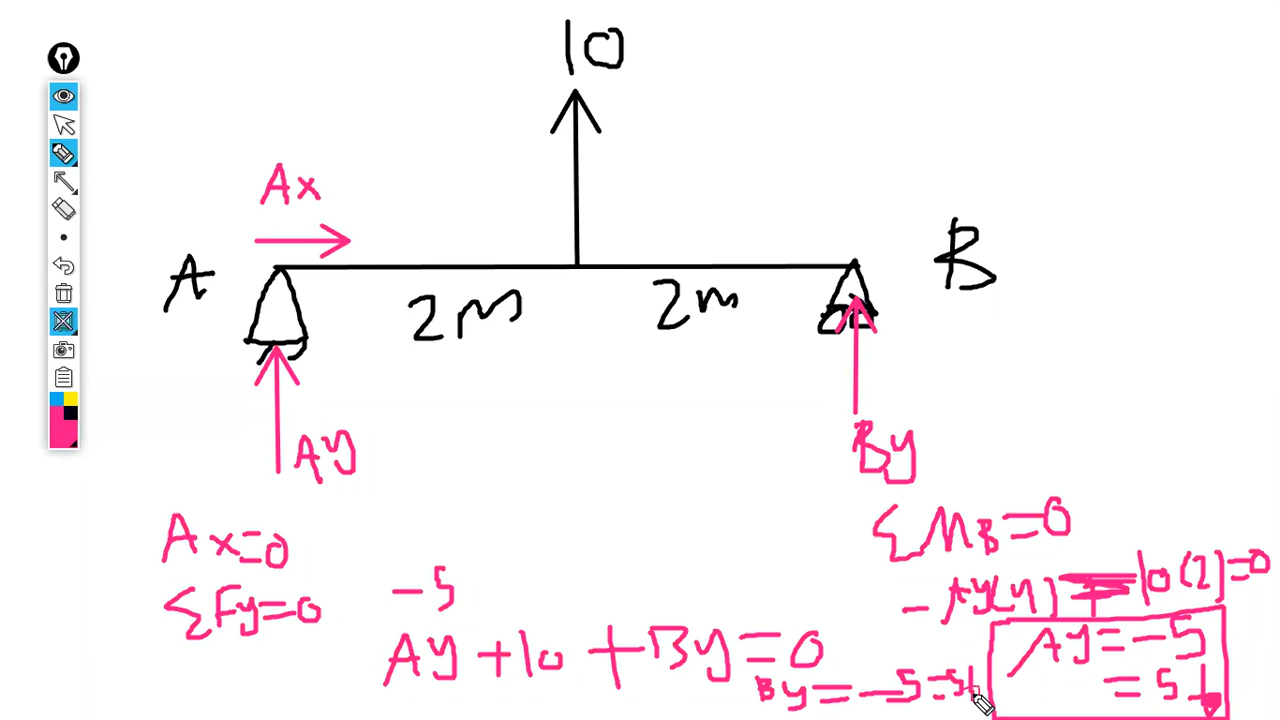 10
Ax
A
2m
2m
B
Ay
By
Ax=0
ΣMB=0
ΣFy=0
-5
-Ay(4) - 10(2)=0
Ay+10+By=0
Ay=-5
By=-5=5↓
=5↓